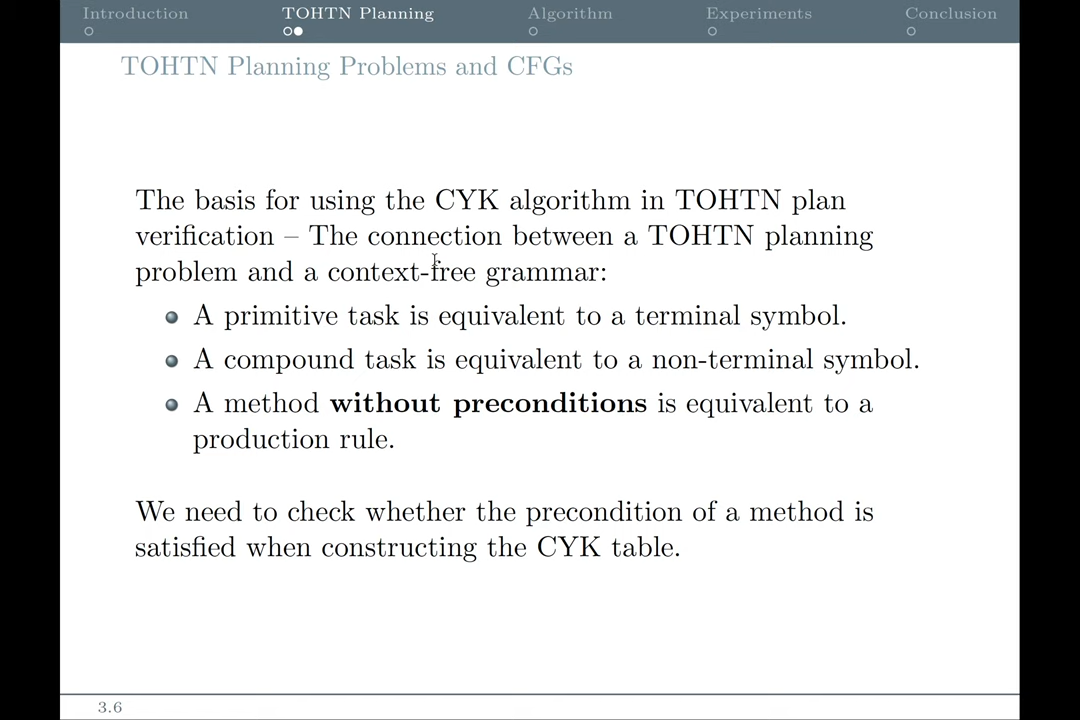 Introduction TOHTN Planning Algorithm Experiments Conclusion
TOHTN Planning Problems and CFGs
The basis for using the CYK algorithm in TOHTN plan
verification – The connection between a TOHTN planning
problem and a context-free grammar:
A primitive task is equivalent to a terminal symbol.
A compound task is equivalent to a non-terminal symbol.
A method without preconditions is equivalent to a
production rule.
We need to check whether the precondition of a method is
satisfied when constructing the CYK table.
3.6